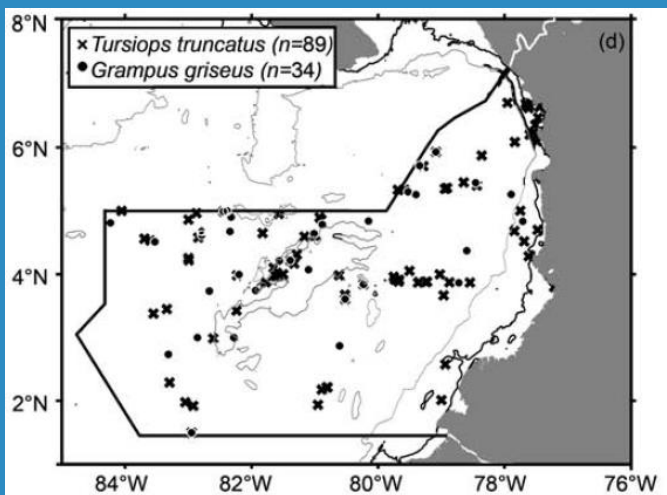 8°N
× Tursiops truncatus (n=89)
• Grampus griseus (n=34)
(d)
6°N
4°N
2°N
84°W 82°W 80°W 78°W 76°W